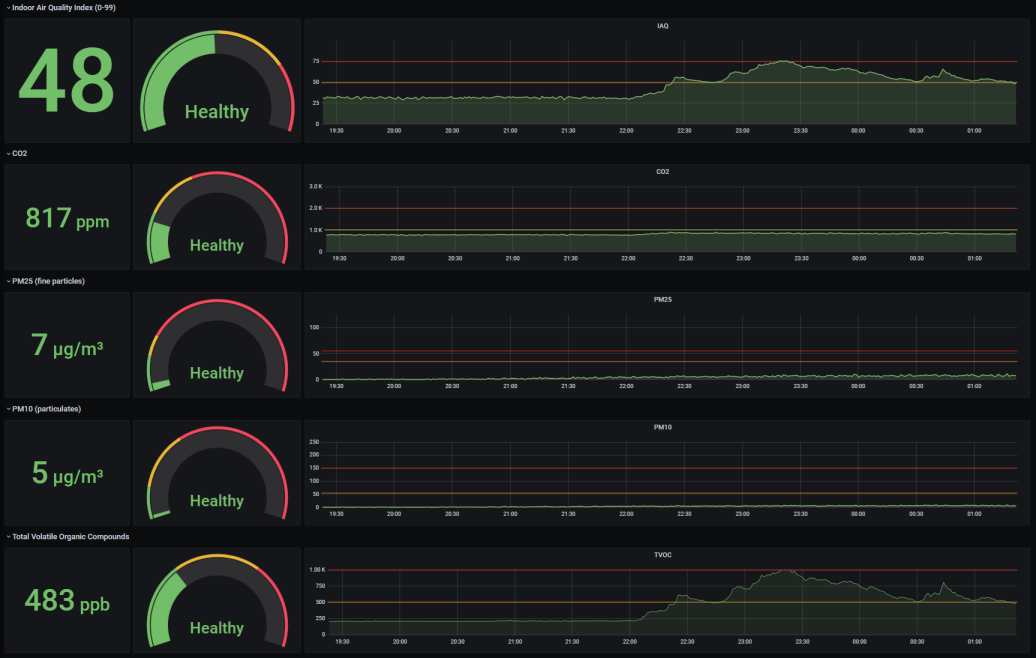 Indoor Air Quality Index (0-99)
48
Healthy
IAQ
75
50
25
0
19:30 20:00 20:30 21:00 21:30 22:00 22:30 23:00 23:30 00:00 00:30 01:00
CO2
817 ppm
Healthy
CO2
3.0 K
2.0 K
1.0 K
0
19:30 20:00 20:30 21:00 21:30 22:00 22:30 23:00 23:30 00:00 00:30 01:00
PM25 (fine particles)
7 μg/m³
Healthy
PM25
100
50
0
19:30 20:00 20:30 21:00 21:30 22:00 22:30 23:00 23:30 00:00 00:30 01:00
PM10 (particulates)
5 μg/m³
Healthy
PM10
250
200
150
100
50
0
19:30 20:00 20:30 21:00 21:30 22:00 22:30 23:00 23:30 00:00 00:30 01:00
Total Volatile Organic Compounds
483 ppb
Healthy
TVOC
1.00 K
750
500
250
0
19:30 20:00 20:30 21:00 21:30 22:00 22:30 23:00 23:30 00:00 00:30 01:00